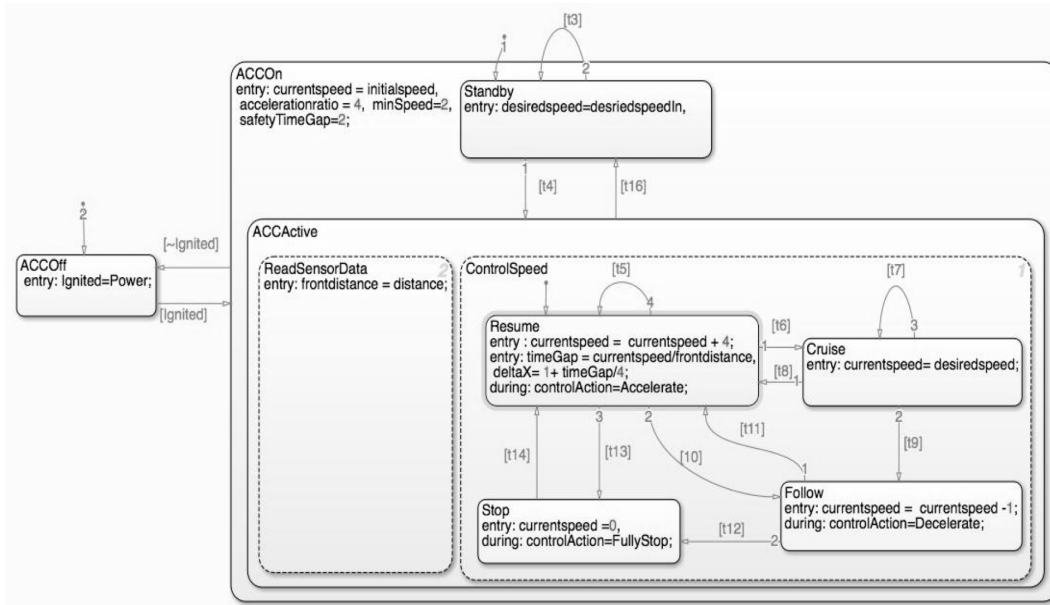 [t3]
1
2
ACCOn
entry: currentspeed = initialspeed,
accelerationratio = 4, minSpeed=2,
safetyTimeGap=2;
Standby
entry: desiredspeed=desriedspeedIn,
1
[t4]
[t16]
2
[~Ignited]
ACCOff
entry: Ignited=Power;
[Ignited]
ACCActive
ReadSensorData
2
entry: frontdistance = distance;
ControlSpeed
1
[t5]
[t7]
4
Resume
entry : currentspeed = currentspeed + 4;
entry: timeGap = currentspeed/frontdistance,
deltaX= 1+ timeGap/4;
during: controlAction=Accelerate;
[t6]
1
3
Cruise
entry: currentspeed= desiredspeed;
[t8]
1
3
2
2
[t14]
[t13]
[10]
[t11]
[t9]
1
Stop
entry: currentspeed =0,
during: controlAction=FullyStop;
[t12]
2
Follow
entry: currentspeed = currentspeed -1;
during: controlAction=Decelerate;